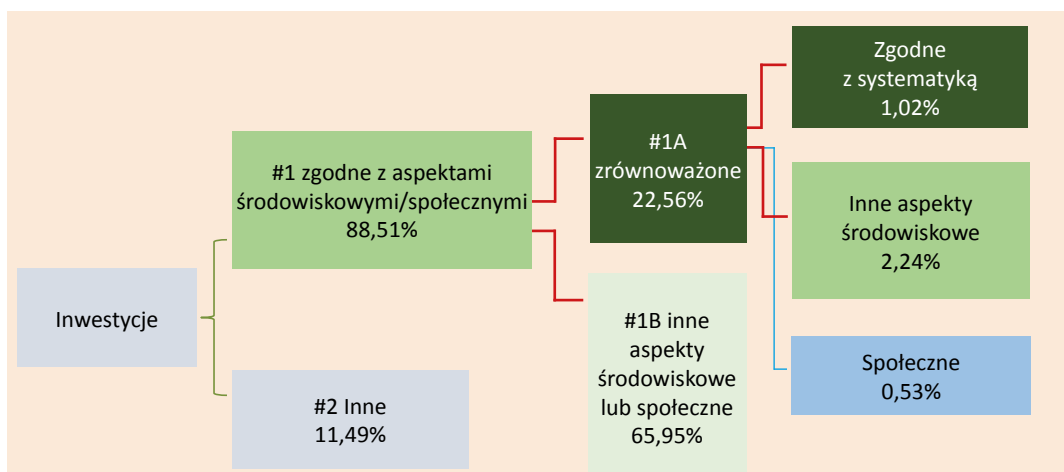 Inwestycje
#1 zgodne z aspektami
środowiskowymi/społecznymi
88,51%
#2 Inne
11,49%
#1A
zrównoważone
22,56%
#1B inne
aspekty
środowiskowe
lub społeczne
65,95%
Zgodne
z systematyką
1,02%
Inne aspekty
środowiskowe
2,24%
Społeczne
0,53%